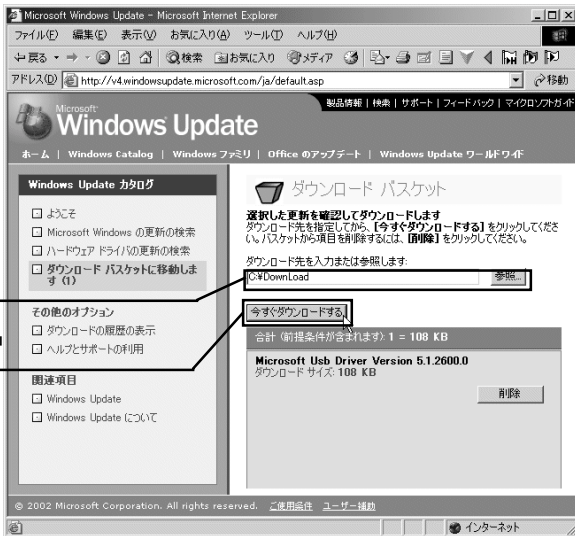 Microsoft Windows Update - Microsoft Internet Explorer
ファイル(F) 編集(E) 表示(V) お気に入り(A) ツール(T) ヘルプ(H)
戻る 検索 お気に入り メディア
アドレス(D) http://v4.windowsupdate.microsoft.com/ja/default.asp 移動
製品情報 | 検索 | サポート | フィードバック | マイクロソフトガイド
Microsoft
Windows Update
ホーム | Windows Catalog | Windows ファミリ | Office のアップデート | Windows Update ワールドワイド
Windows Update カタログ
ようこそ
Microsoft Windows の更新の検索
ハードウェア ドライバの更新の検索
ダウンロード バスケットに移動しま
す (1)
その他のオプション
ダウンロードの履歴の表示
ヘルプとサポートの利用
関連項目
Windows Update
Windows Update について
ダウンロード バスケット
選択した更新を確認してダウンロードします
ダウンロード先を指定してから、[今すぐダウンロードする] をクリックしてくださ
い。バスケットから項目を削除するには、[削除] をクリックしてください。
ダウンロード先を入力または参照します:
C:¥DownLoad 参照...
今すぐダウンロードする
合計 (前提条件が含まれます): 1 = 108 KB
Microsoft Usb Driver Version 5.1.2600.0
ダウンロード サイズ: 108 KB
削除
© 2002 Microsoft Corporation. All rights reserved. ご使用条件 ユーザー補助
インターネット